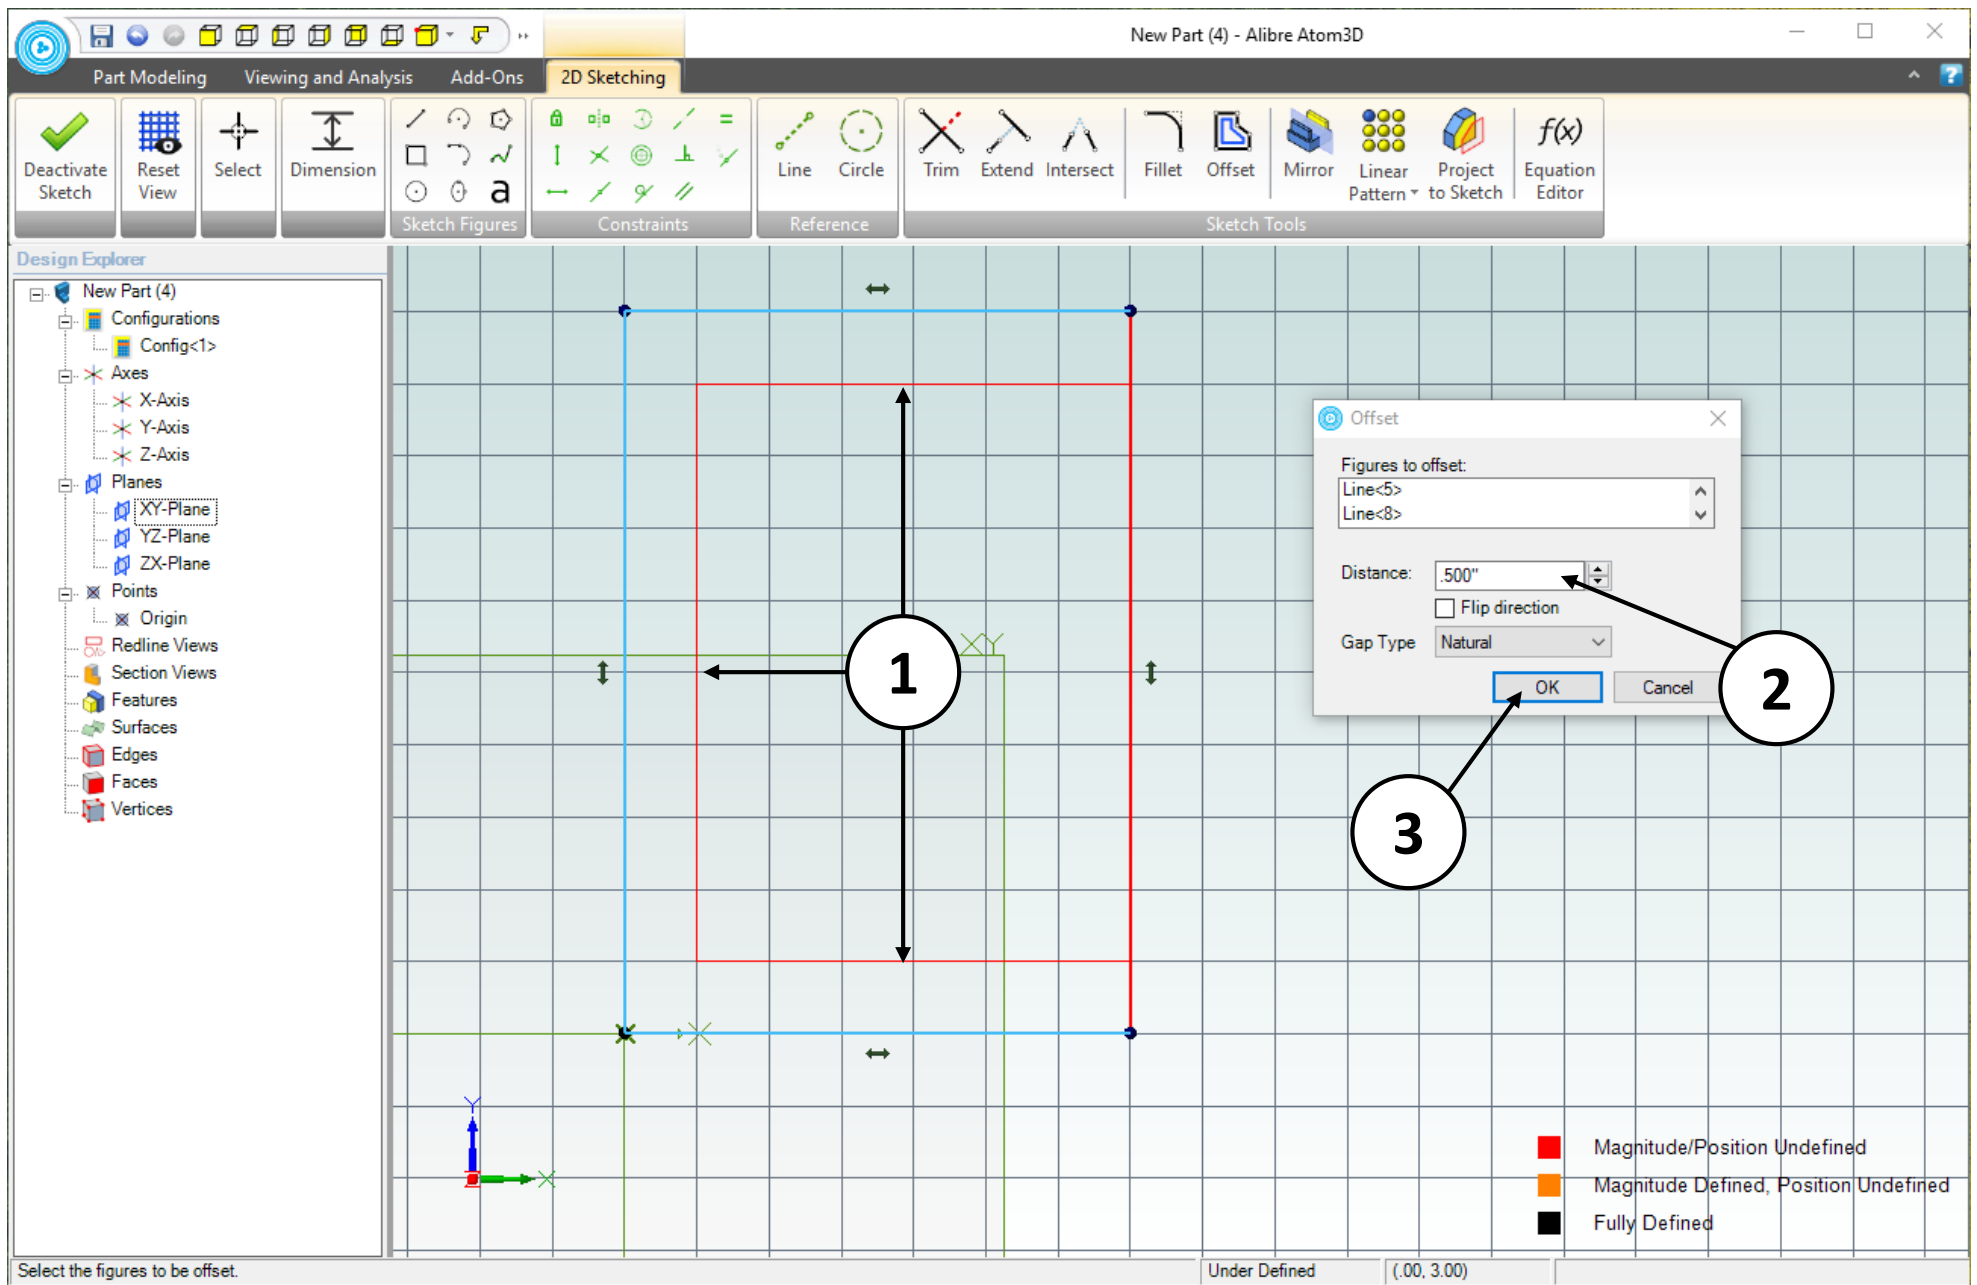 New Part (4) - Alibre Atom3D
Part Modeling Viewing and Analysis Add-Ons 2D Sketching
Deactivate Sketch
Reset View
Select
Dimension
a
Sketch Figures
Constraints
Line Circle
Reference
Trim Extend Intersect Fillet Offset Mirror
Linear Pattern
Project to Sketch
f(x)
Equation Editor
Sketch Tools
Design Explorer
New Part (4)
Configurations
Config<1>
Axes
X-Axis
Y-Axis
Z-Axis
Planes
XY-Plane
YZ-Plane
ZX-Plane
Points
Origin
Redline Views
Section Views
Features
Surfaces
Edges
Faces
Vertices
XY
X
Y
X
1
Offset
Figures to offset:
Line<5>
Line<8>
Distance: .500"
Flip direction
Gap Type Natural
OK Cancel
2
3
Magnitude/Position Undefined
Magnitude Defined, Position Undefined
Fully Defined
Select the figures to be offset.
Under Defined
(.00, 3.00)